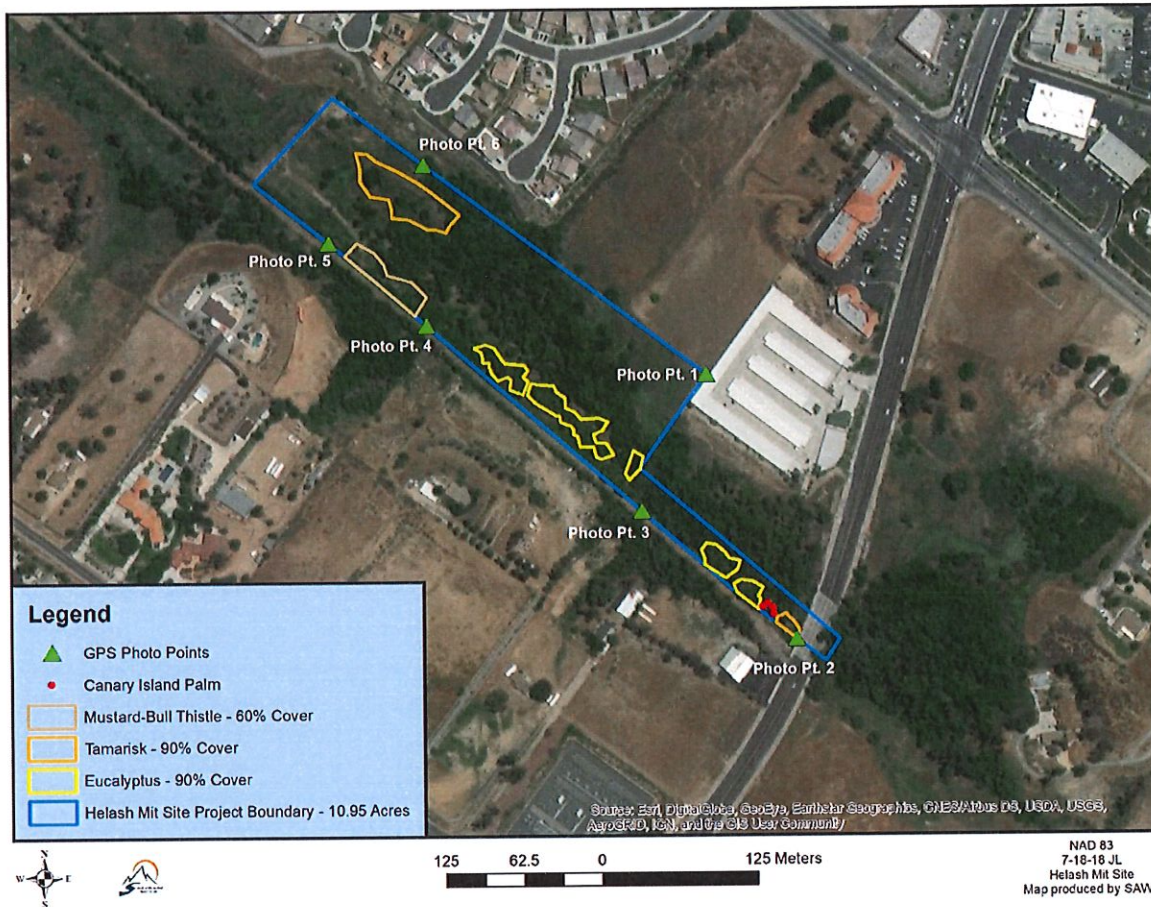 Photo Pt. 6
Photo Pt. 5
Photo Pt. 4
Photo Pt. 1
Photo Pt. 3
Photo Pt. 2
Legend
GPS Photo Points
Canary Island Palm
Mustard-Bull Thistle - 60% Cover
Tamarisk - 90% Cover
Eucalyptus - 90% Cover
Helash Mit Site Project Boundary - 10.95 Acres
Source: Esri, DigitalGlobe, GeoEye, Earthstar Geographics, CNES/Airbus DS, USDA, USGS,
AeroGRID, IGN, and the GIS User Community
N
W E
S
125 62.5 0 125 Meters
NAD 83
7-18-18 JL
Helash Mit Site
Map produced by SAW